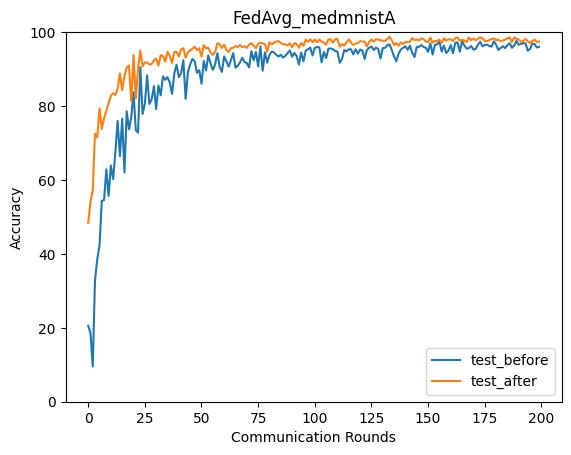 FedAvg_medmnistA
100
80
60
40
20
0
Accuracy
0 25 50 75 100 125 150 175 200
Communication Rounds
test_before
test_after